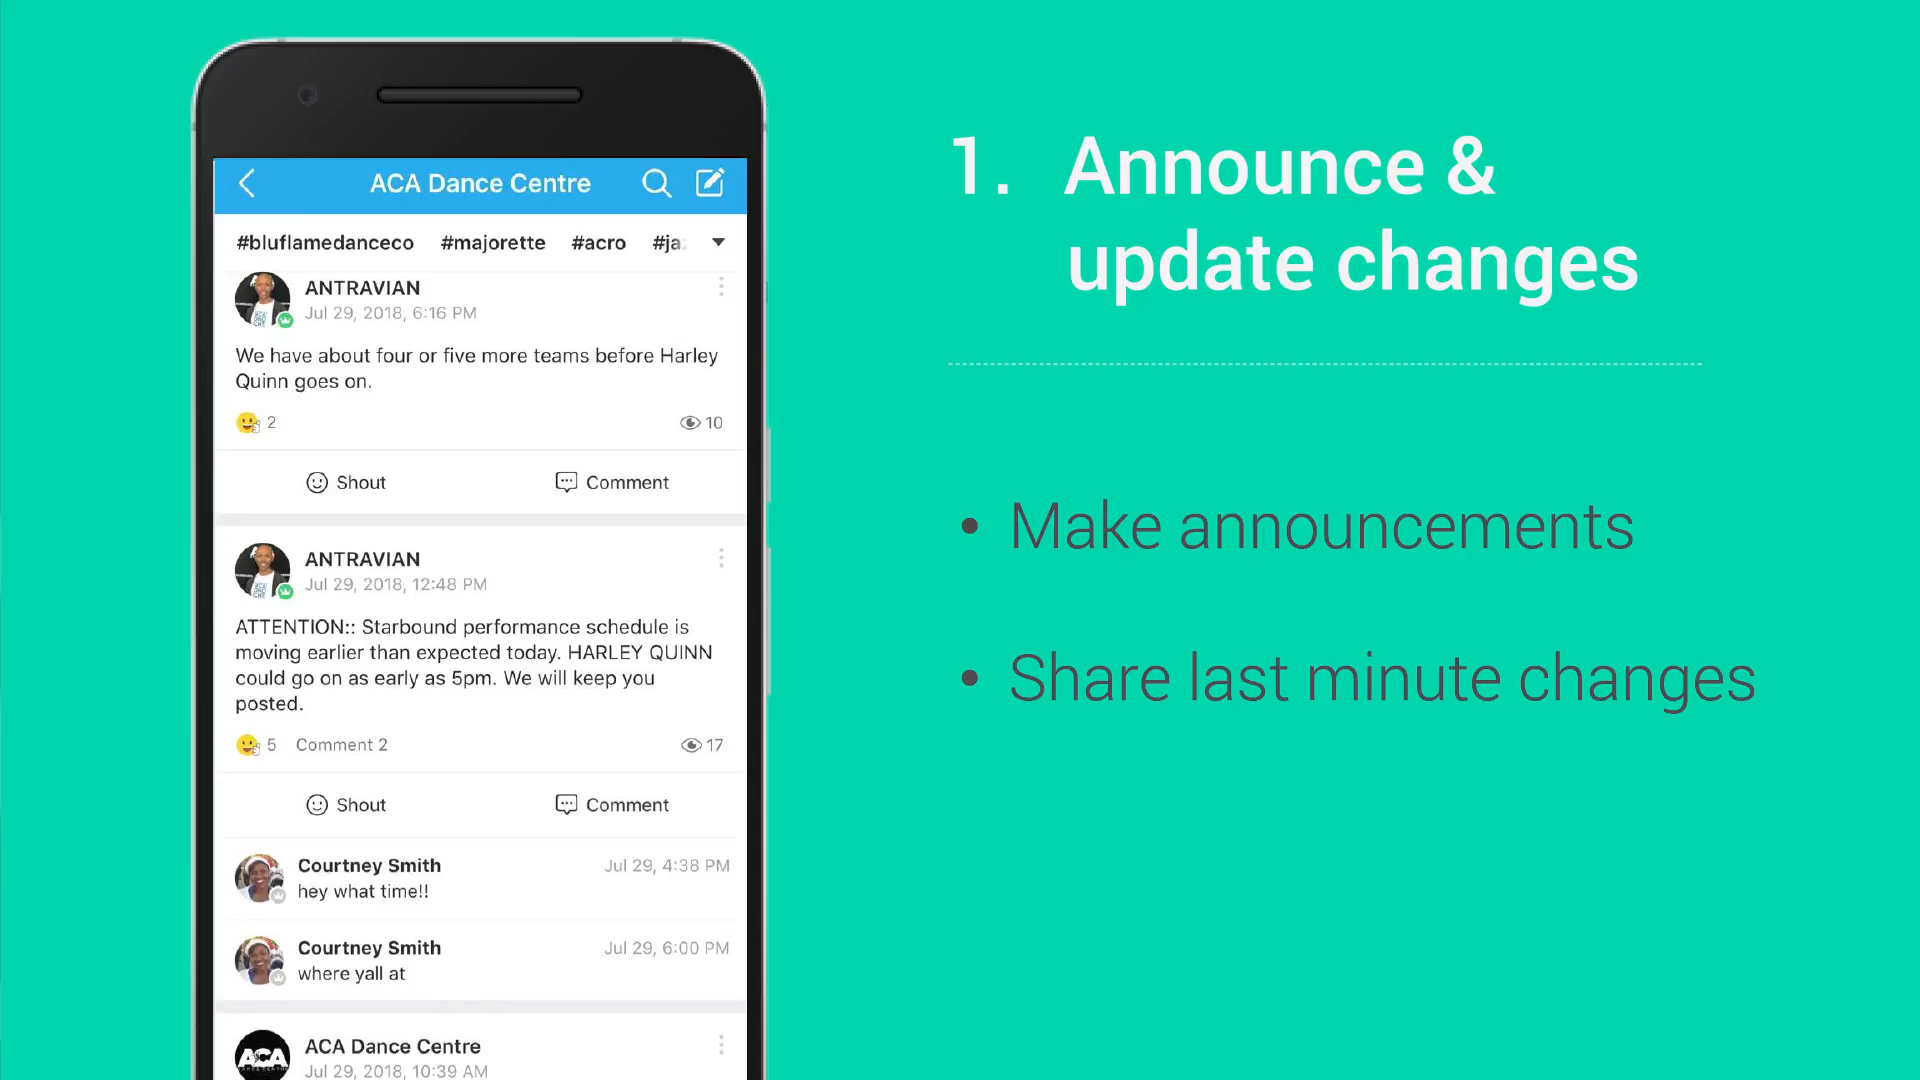 ACA Dance Centre
#bluflamedanceco #majorette #acro #ja
ANTRAVIAN
Jul 29, 2018, 6:16 PM
We have about four or five more teams before Harley
Quinn goes on.
2 10
Shout Comment
ANTRAVIAN
Jul 29, 2018, 12:48 PM
ATTENTION:: Starbound performance schedule is
moving earlier than expected today. HARLEY QUINN
could go on as early as 5pm. We will keep you
posted.
5 Comment 2 17
Shout Comment
Courtney Smith Jul 29, 4:38 PM
hey what time!!
Courtney Smith Jul 29, 6:00 PM
where yall at
ACA
ACA Dance Centre
Jul 29, 2018, 10:39 AM
1. Announce &
update changes
• Make announcements
• Share last minute changes